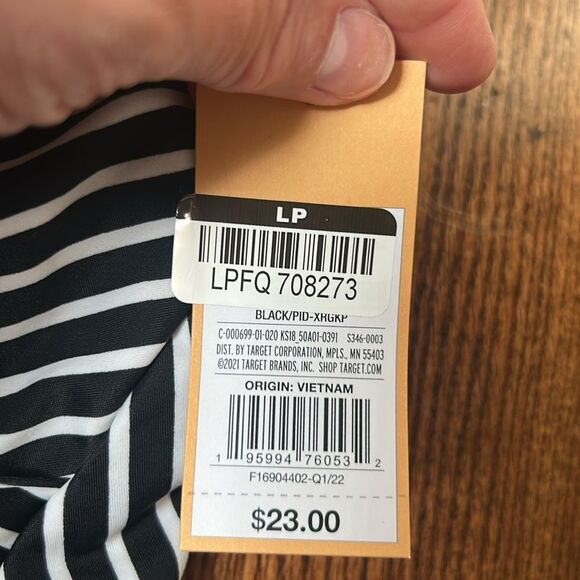 LP
LPFQ 708273
BLACK/PID-XRGKP
C-000699-01-020 KS18_50A01-0391 S346-0003
DIST. BY TARGET CORPORATION, MPLS., MN 55403
©2021 TARGET BRANDS, INC. SHOP TARGET.COM
ORIGIN: VIETNAM
1 95994 76053 2
F16904402-Q1/22
$23.00